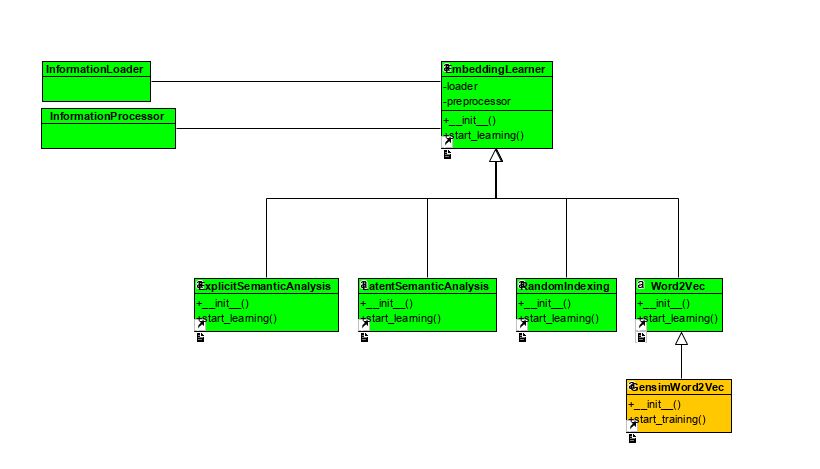 InformationLoader
EmbeddingLearner
-loader
-preprocessor
+__init__()
+start_learning()
InformationProcessor
ExplicitSemanticAnalysis
+__init__()
+start_learning()
LatentSemanticAnalysis
+__init__()
+start_learning()
RandomIndexing
+__init__()
+start_learning()
a
Word2Vec
+__init__()
+start_learning()
GensimWord2Vec
+__init__()
+start_training()